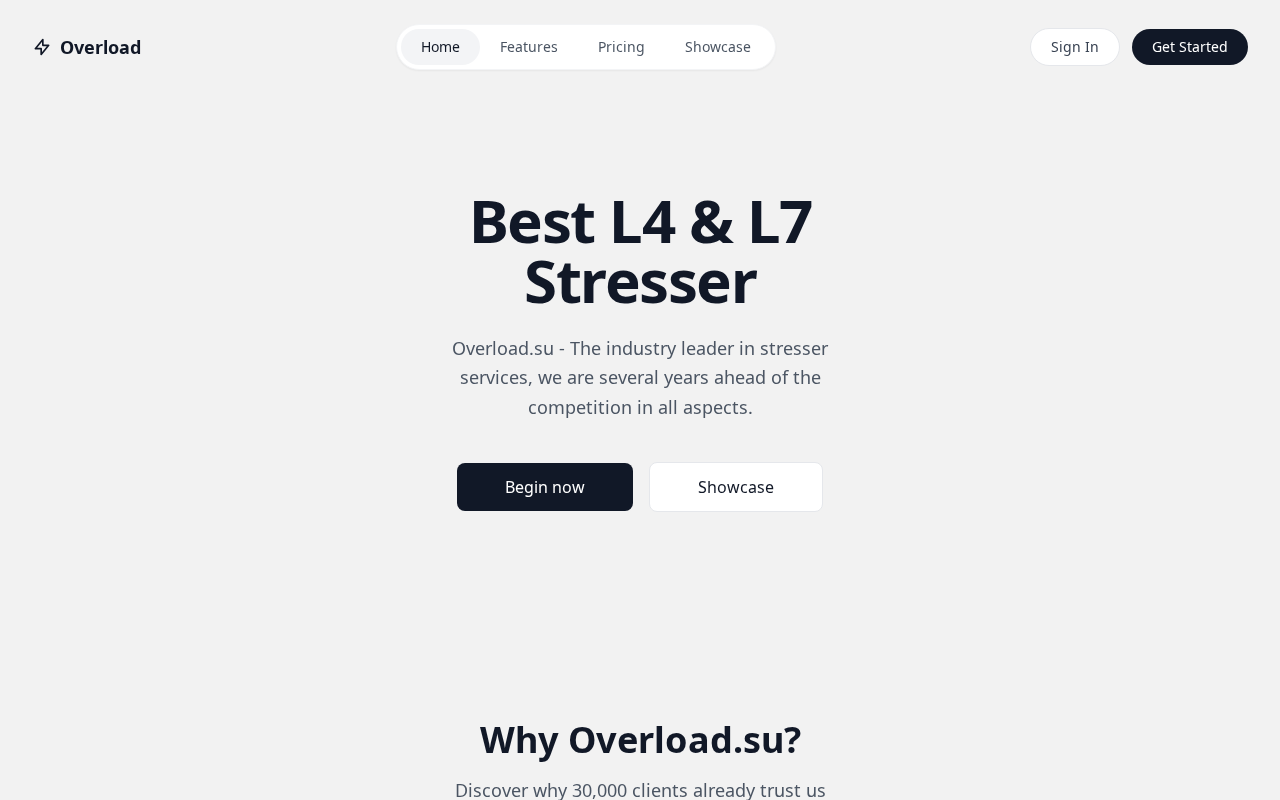 Overload
Home
Features
Pricing
Showcase
Sign In
Get Started
Best L4 & L7
Stresser
Overload.su - The industry leader in stresser
services, we are several years ahead of the
competition in all aspects.
Begin now
Showcase
Why Overload.su?
Discover why 30,000 clients already trust us